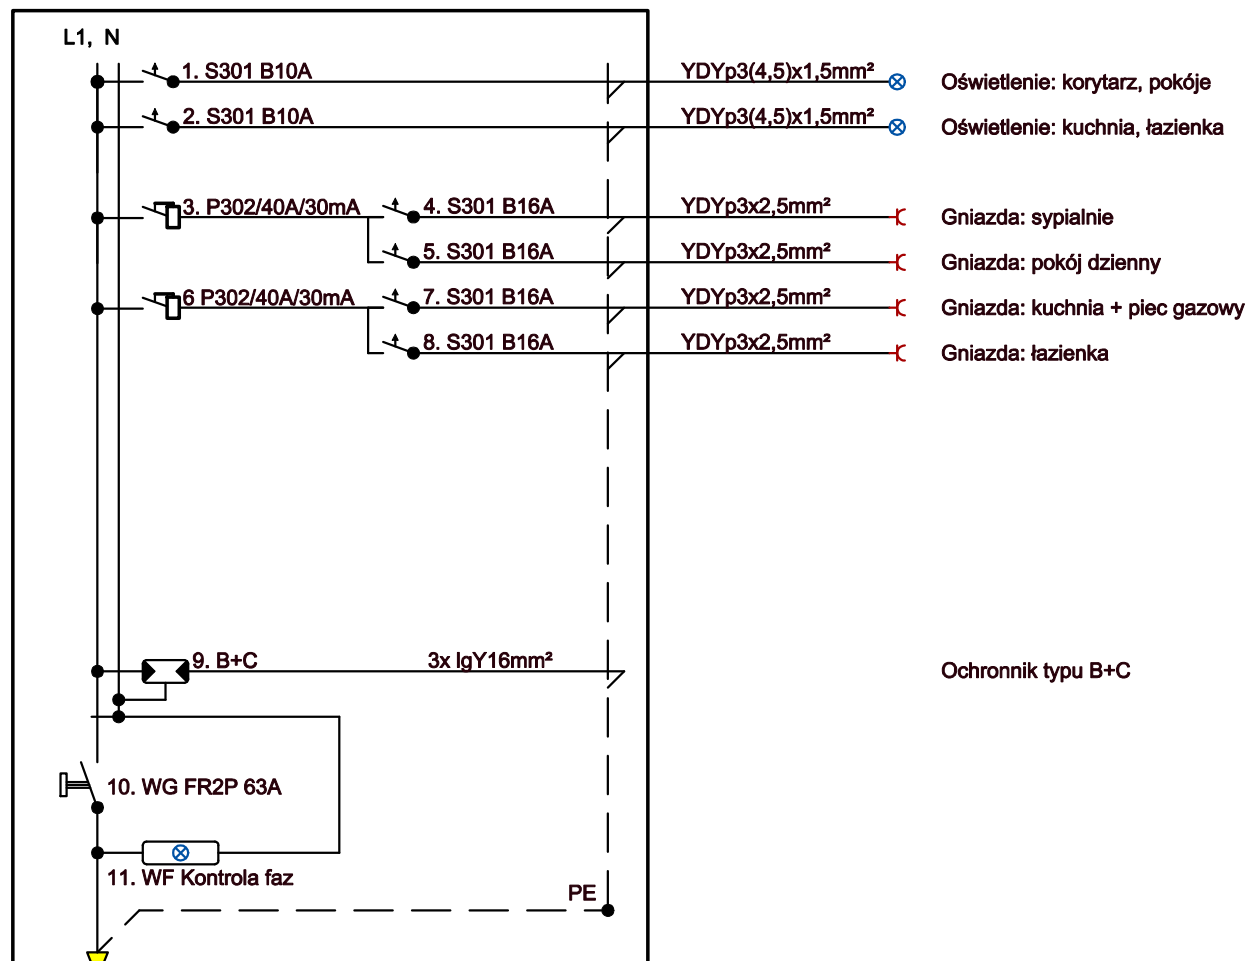 L1, N
1. S301 B10A YDYp3(4,5)x1,5mm² Oświetlenie: korytarz, pokóje
2. S301 B10A YDYp3(4,5)x1,5mm² Oświetlenie: kuchnia, łazienka
3. P302/40A/30mA 4. S301 B16A YDYp3x2,5mm² Gniazda: sypialnie
5. S301 B16A YDYp3x2,5mm² Gniazda: pokój dzienny
6 P302/40A/30mA 7. S301 B16A YDYp3x2,5mm² Gniazda: kuchnia + piec gazowy
8. S301 B16A YDYp3x2,5mm² Gniazda: łazienka
9. B+C 3x lgY16mm² Ochronnik typu B+C
10. WG FR2P 63A
11. WF Kontrola faz
PE